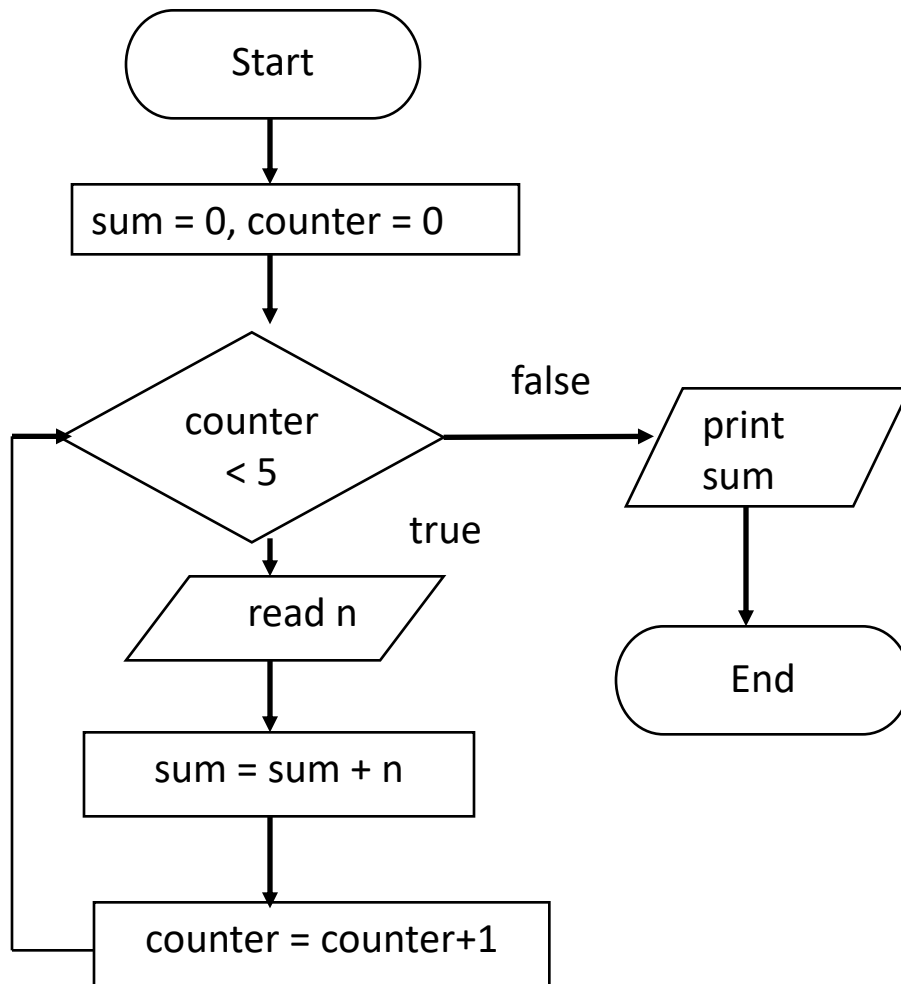 Start
sum = 0, counter = 0
counter
< 5
false
print
sum
true
read n
End
sum = sum + n
counter = counter+1